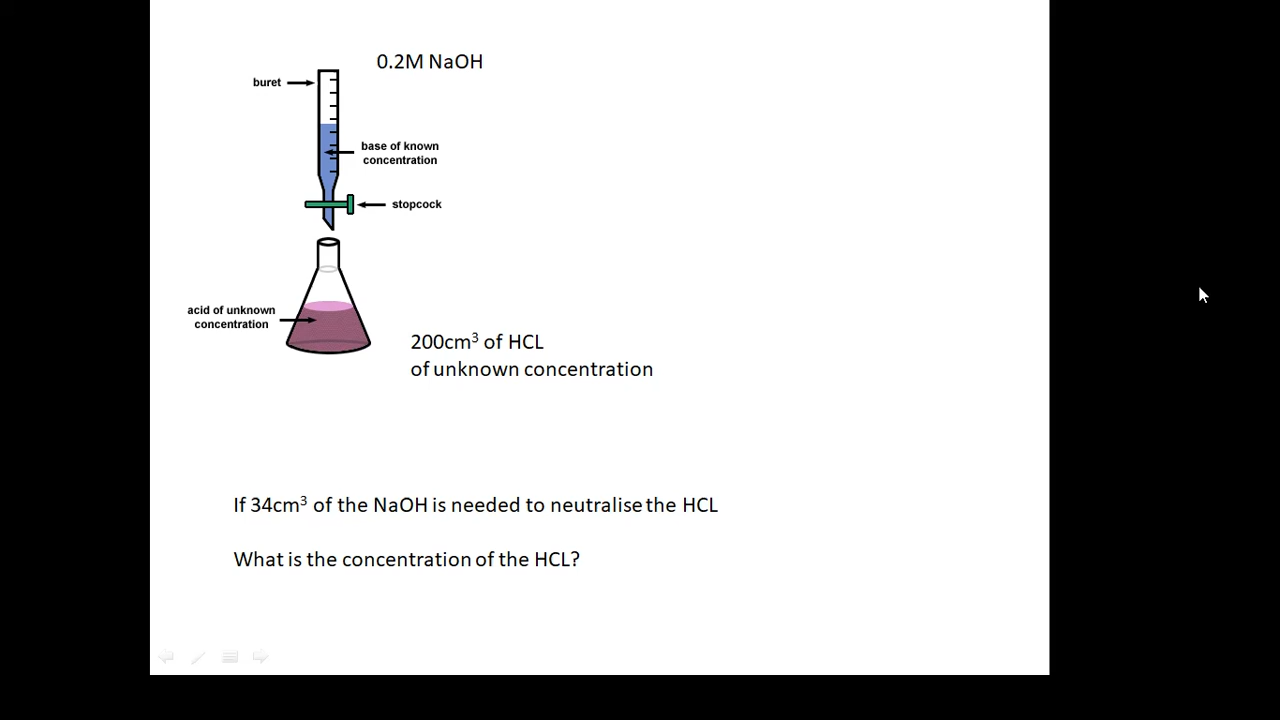 0.2M NaOH
buret
base of known
concentration
stopcock
acid of unknown
concentration
200cm³ of HCL
of unknown concentration
If 34cm³ of the NaOH is needed to neutralise the HCL
What is the concentration of the HCL?